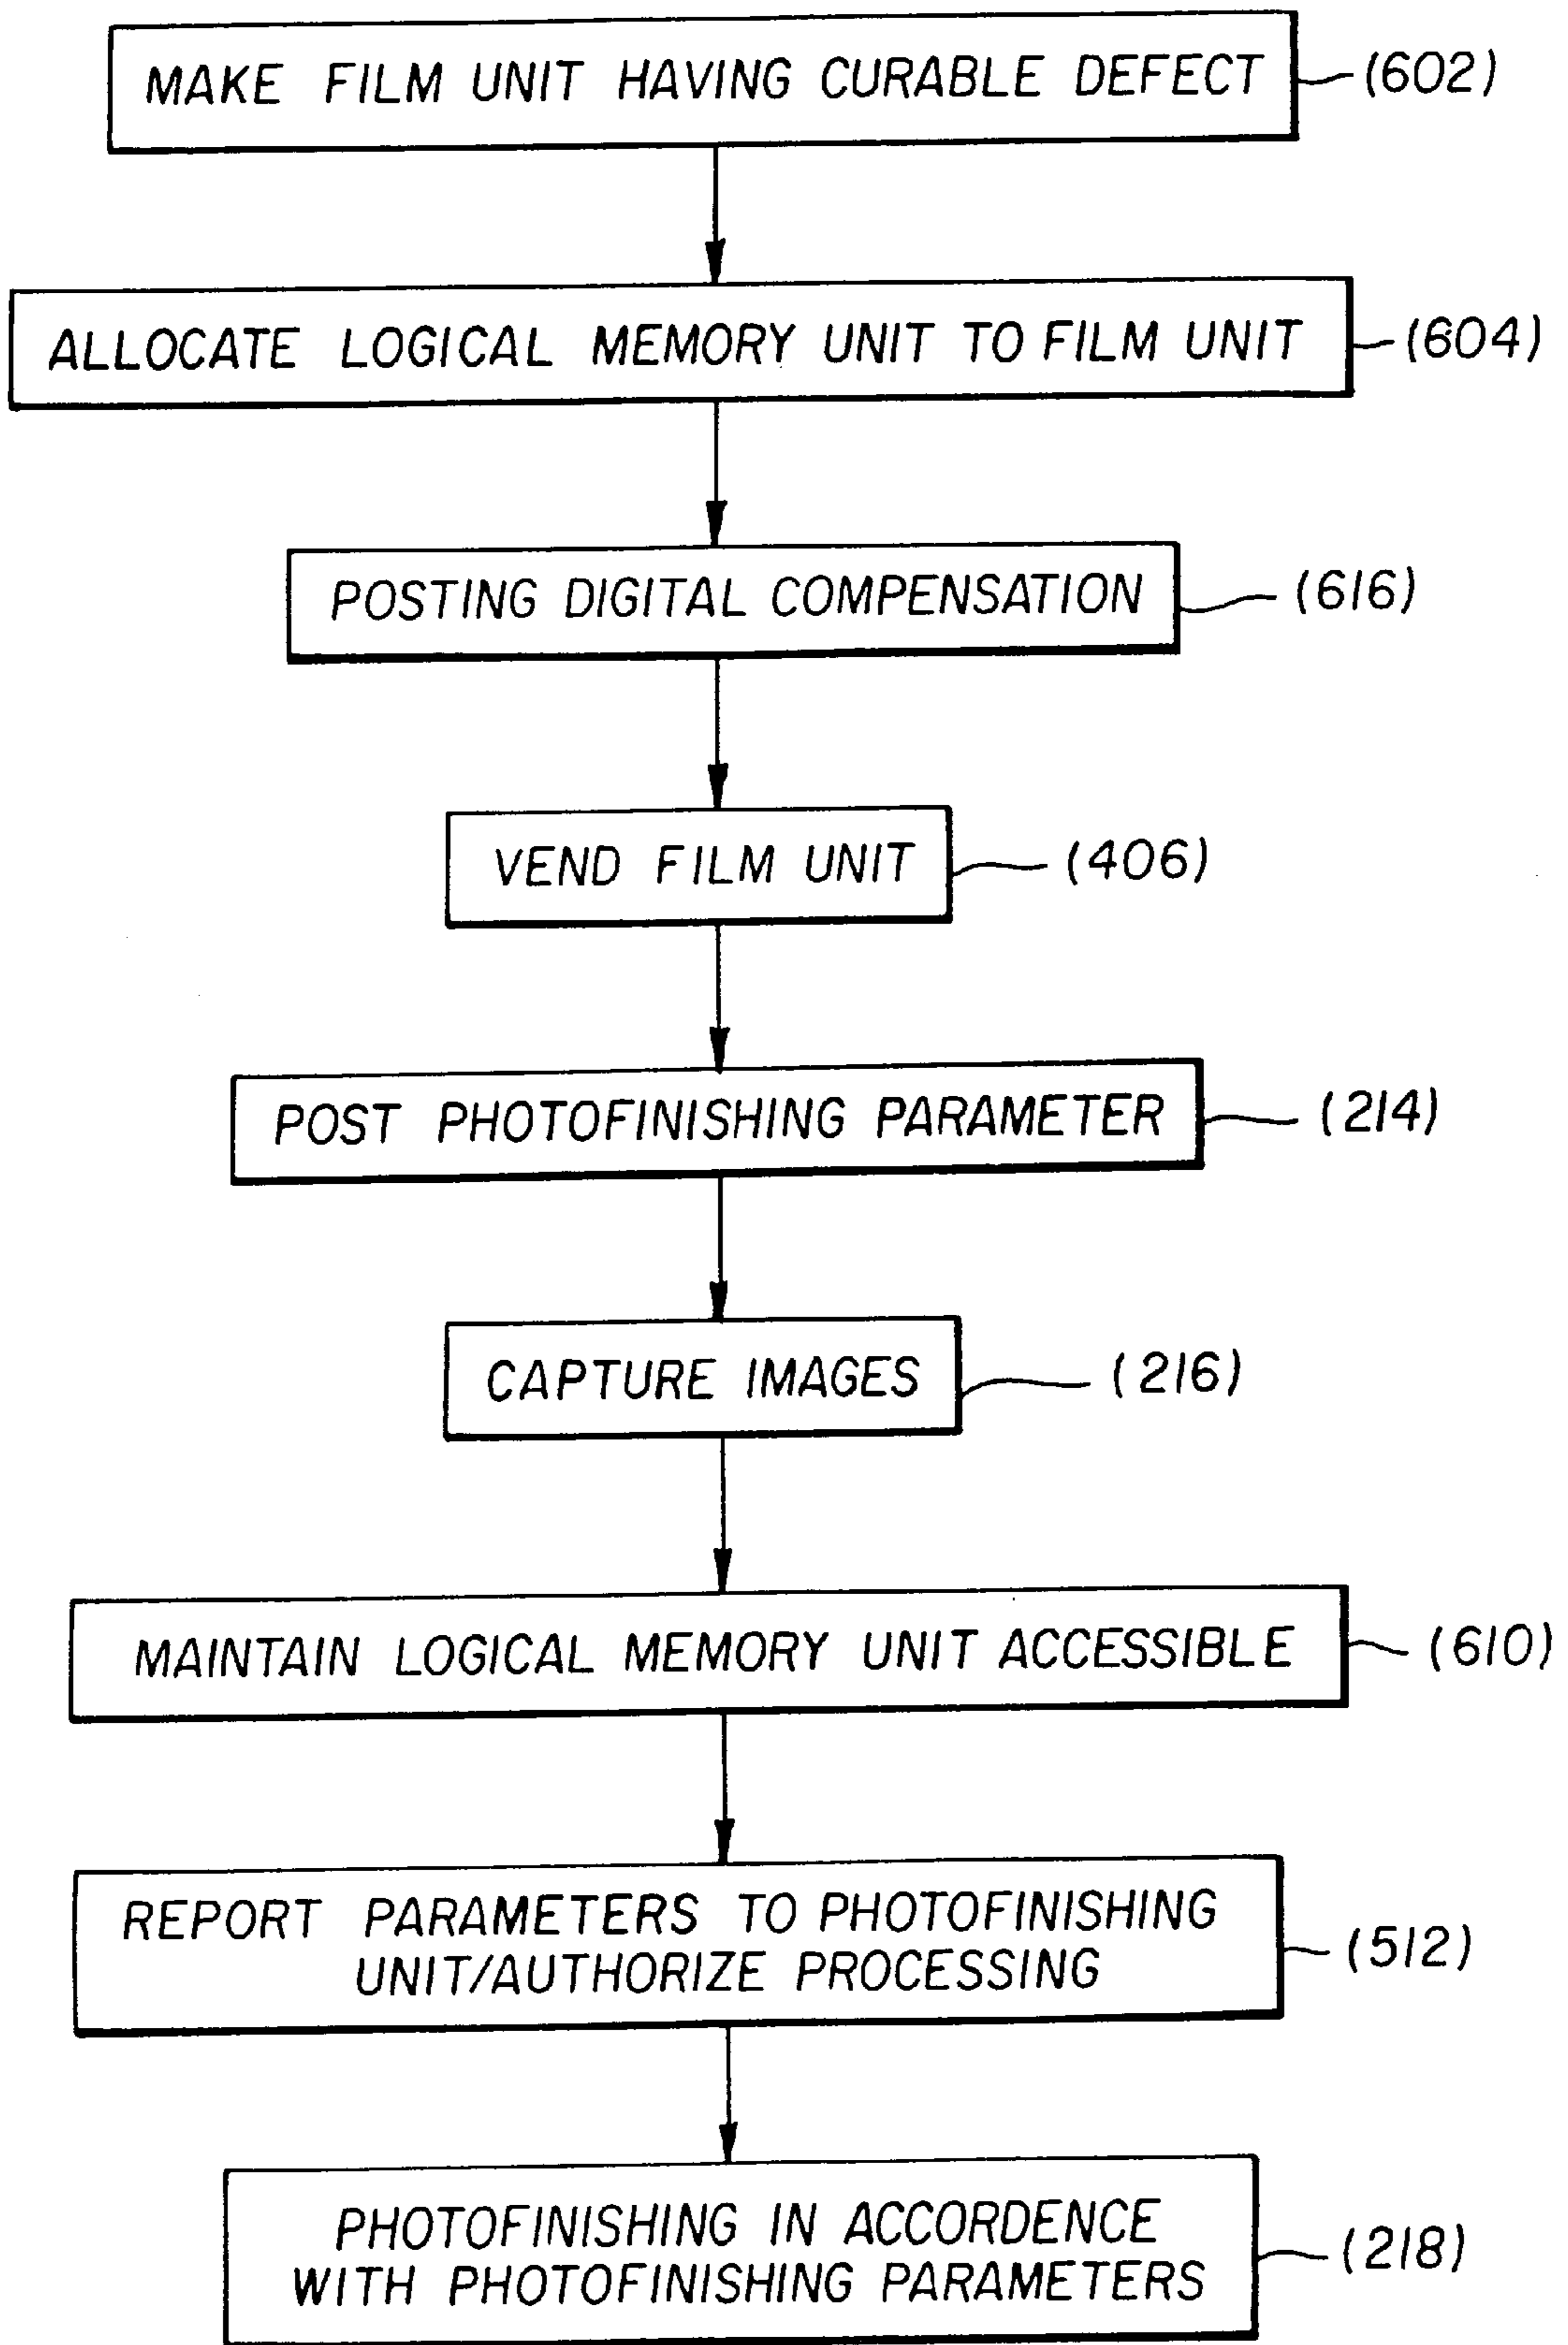 MAKE FILM UNIT HAVING CURABLE DEFECT (602)
ALLOCATE LOGICAL MEMORY UNIT TO FILM UNIT (604)
POSTING DIGITAL COMPENSATION (616)
VEND FILM UNIT (406)
POST PHOTOFINISHING PARAMETER (214)
CAPTURE IMAGES (216)
MAINTAIN LOGICAL MEMORY UNIT ACCESSIBLE (610)
REPORT PARAMETERS TO PHOTOFINISHING
UNIT/AUTHORIZE PROCESSING (512)
PHOTOFINISHING IN ACCORDENCE
WITH PHOTOFINISHING PARAMETERS (218)